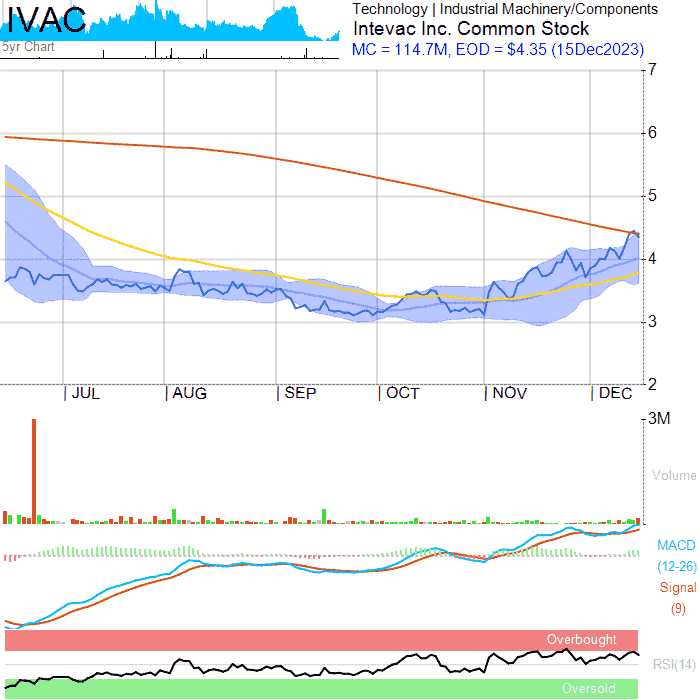 IVAC
5yr Chart
Technology | Industrial Machinery/Components
Intevac Inc. Common Stock
MC = 114.7M, EOD = $4.35 (15Dec2023)
7
6
5
4
3
2
JUL AUG SEP OCT NOV DEC
3M
Volume
MACD
(12-26)
Signal
(9)
Overbought
RSI(14)
Oversold